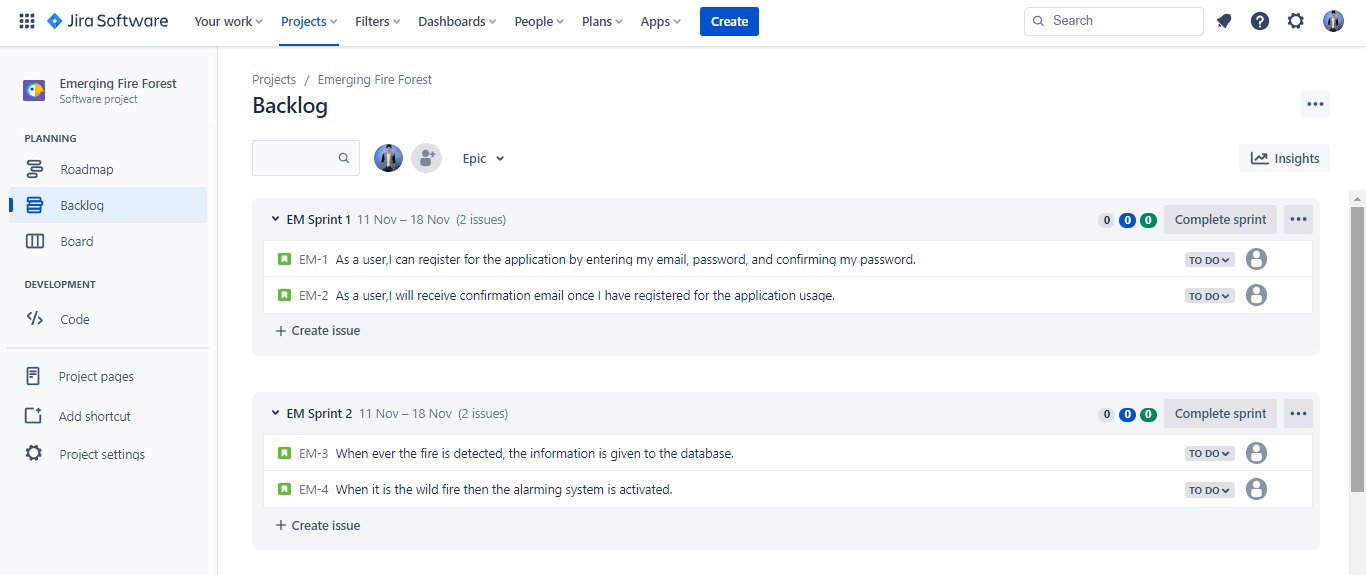 Jira Software Your work Projects Filters Dashboards People Plans Apps Create Search
Emerging Fire Forest
Software project
PLANNING
Roadmap
Backlog
Board
DEVELOPMENT
Code
Project pages
Add shortcut
Project settings
Projects / Emerging Fire Forest
Backlog
Epic
Insights
EM Sprint 1 11 Nov – 18 Nov (2 issues) 0 0 0 Complete sprint
EM-1 As a user,I can register for the application by entering my email, password, and confirming my password. TO DO
EM-2 As a user,I will receive confirmation email once I have registered for the application usage. TO DO
+ Create issue
EM Sprint 2 11 Nov – 18 Nov (2 issues) 0 0 0 Complete sprint
EM-3 When ever the fire is detected, the information is given to the database. TO DO
EM-4 When it is the wild fire then the alarming system is activated. TO DO
+ Create issue